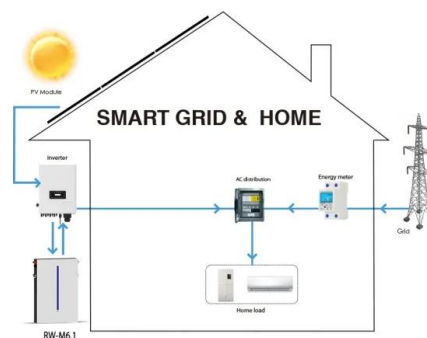 PV Module
SMART GRID & HOME
Inverter
AC distribution
Energy meter
Grid
Home load
RW-M6.1